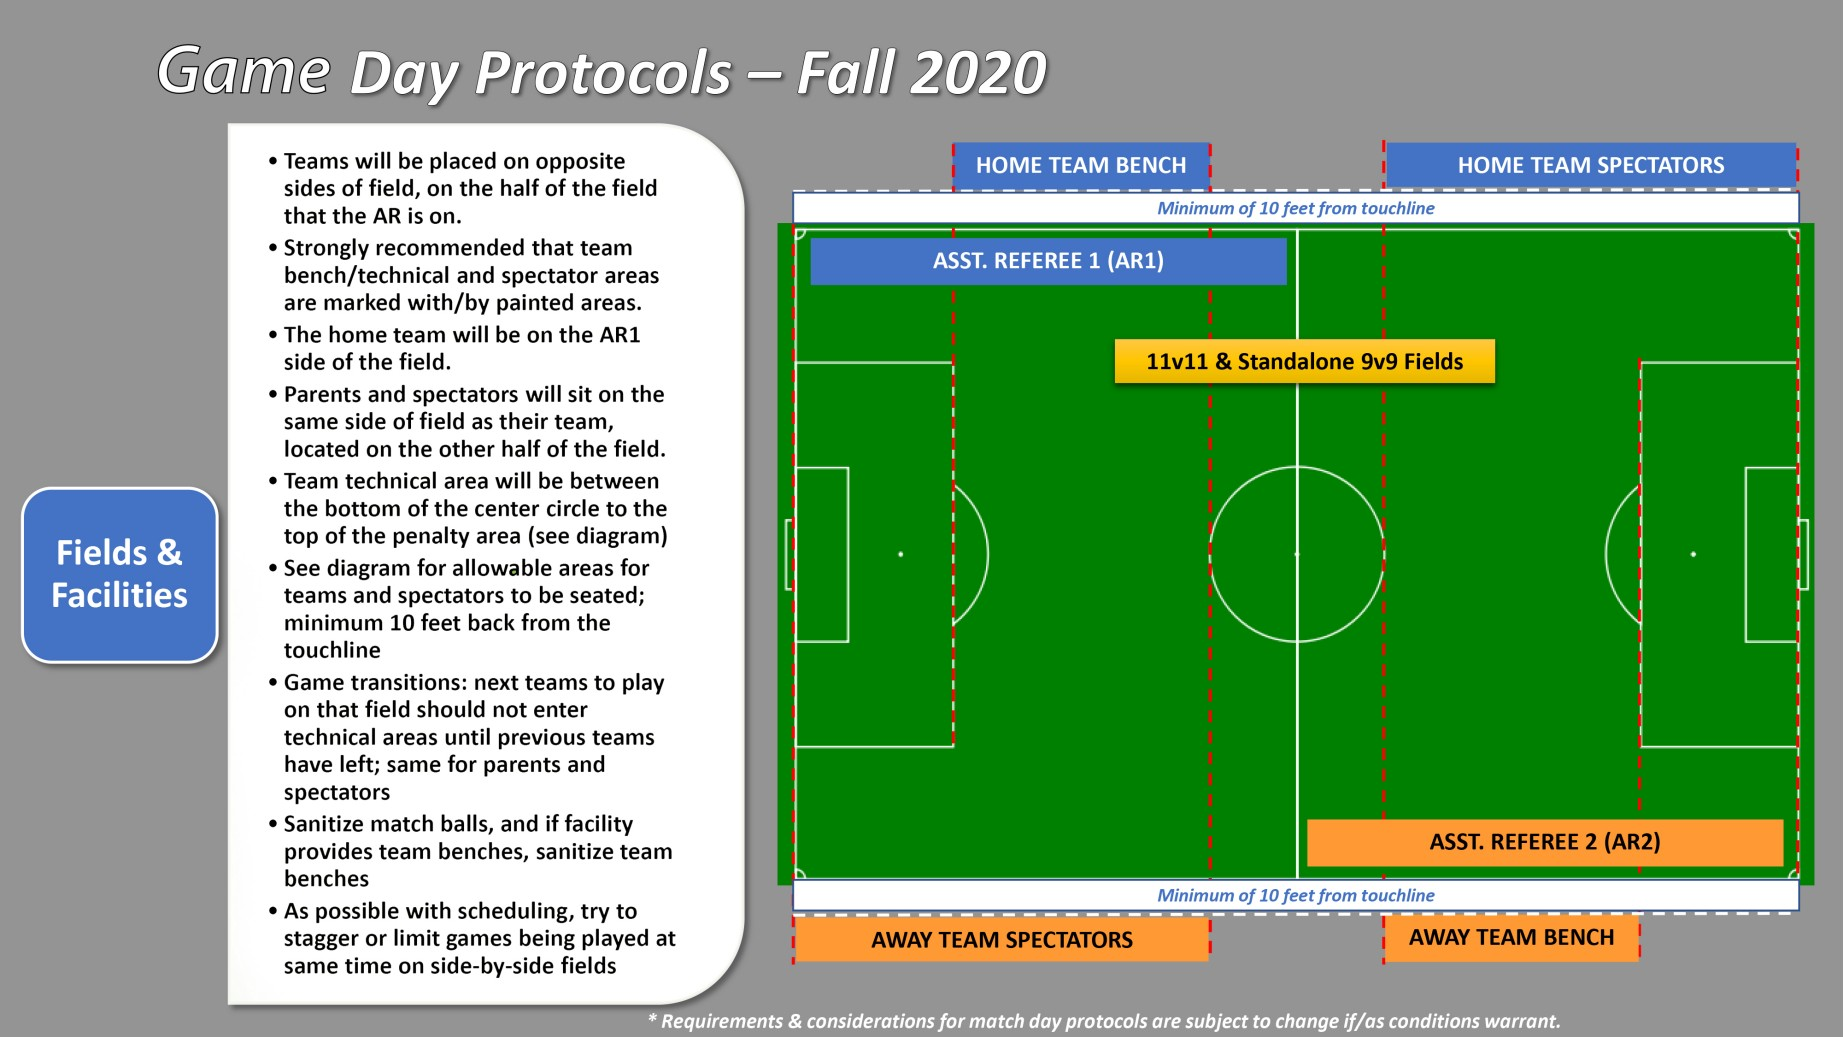 Game Day Protocols – Fall 2020
• Teams will be placed on opposite
sides of field, on the half of the field
that the AR is on.
• Strongly recommended that team
bench/technical and spectator areas
are marked with/by painted areas.
• The home team will be on the AR1
side of the field.
• Parents and spectators will sit on the
same side of field as their team,
located on the other half of the field.
• Team technical area will be between
the bottom of the center circle to the
top of the penalty area (see diagram)
• See diagram for allowable areas for
teams and spectators to be seated;
minimum 10 feet back from the
touchline
• Game transitions: next teams to play
on that field should not enter
technical areas until previous teams
have left; same for parents and
spectators
• Sanitize match balls, and if facility
provides team benches, sanitize team
benches
• As possible with scheduling, try to
stagger or limit games being played at
same time on side-by-side fields
Fields &
Facilities
HOME TEAM BENCH
HOME TEAM SPECTATORS
Minimum of 10 feet from touchline
ASST. REFEREE 1 (AR1)
11v11 & Standalone 9v9 Fields
ASST. REFEREE 2 (AR2)
Minimum of 10 feet from touchline
AWAY TEAM SPECTATORS
AWAY TEAM BENCH
* Requirements & considerations for match day protocols are subject to change if/as conditions warrant.